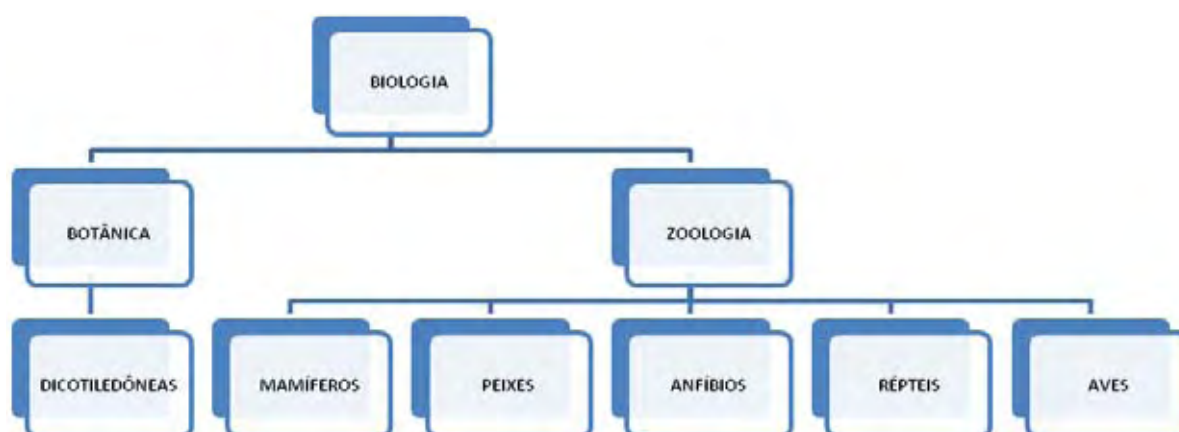 BIOLOGIA
BOTÂNICA
ZOOLOGIA
DICOTILEDÔNEAS
MAMÍFEROS
PEIXES
ANFÍBIOS
RÉPTEIS
AVES